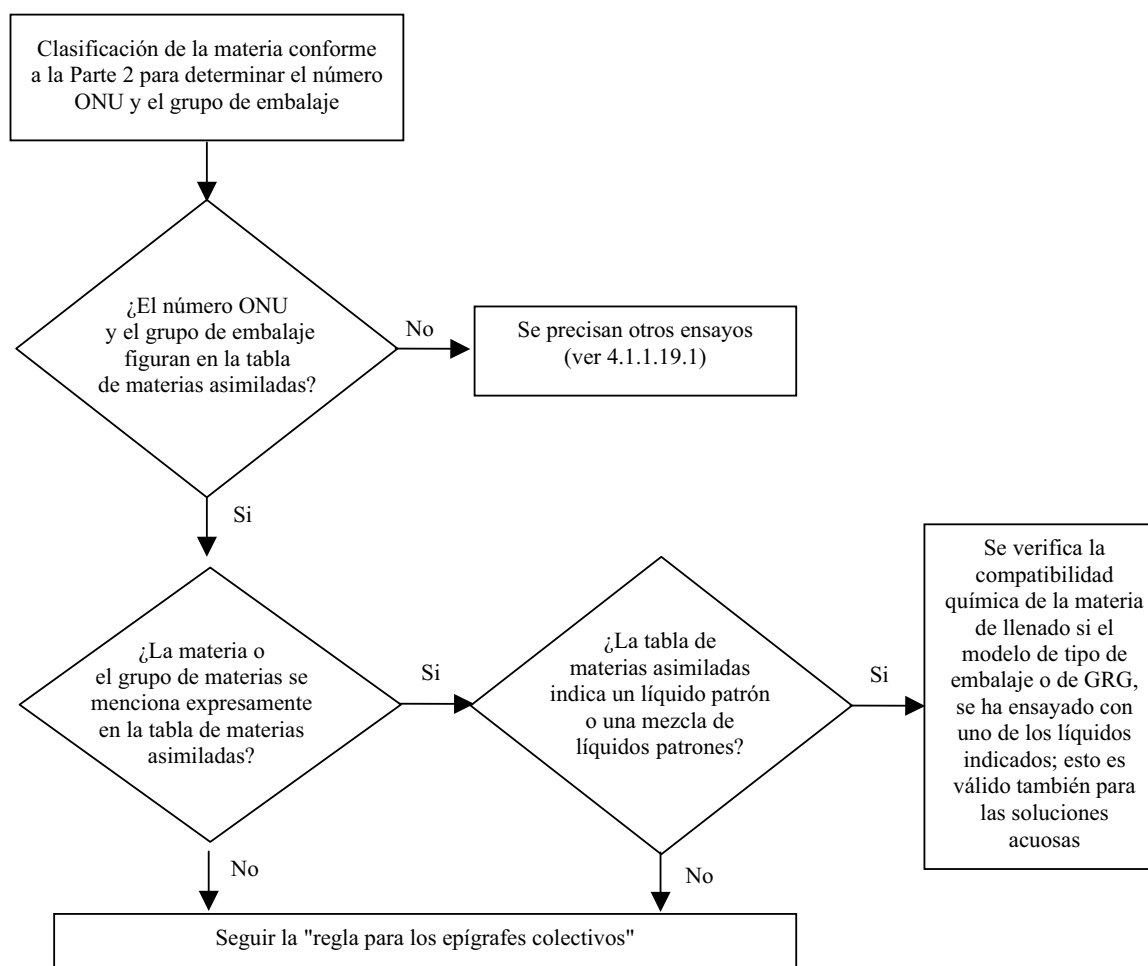 Clasificación de la materia conforme
a la Parte 2 para determinar el número
ONU y el grupo de embalaje
¿El número ONU
y el grupo de embalaje
figuran en la tabla
de materias asimiladas?
No
Se precisan otros ensayos
(ver 4.1.1.19.1)
Si
¿La materia o
el grupo de materias se
menciona expresamente
en la tabla de materias
asimiladas?
Si
¿La tabla de
materias asimiladas
indica un líquido patrón
o una mezcla de
líquidos patrones?
Si
Se verifica la
compatibilidad
química de la materia
de llenado si el
modelo de tipo de
embalaje o de GRG,
se ha ensayado con
uno de los líquidos
indicados; esto es
válido también para
las soluciones
acuosas
No
No
Seguir la "regla para los epígrafes colectivos"